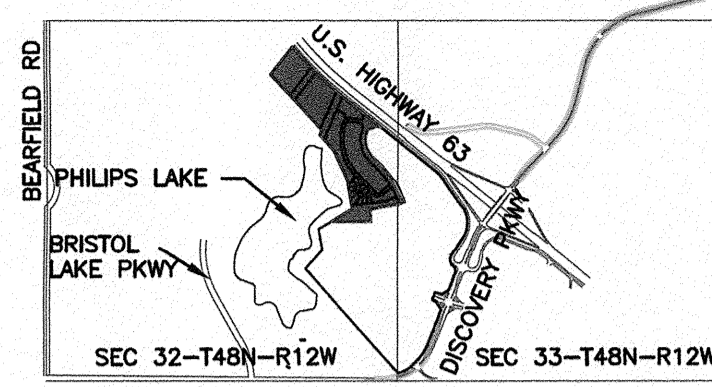 U.S. HIGHWAY 63
BEARFIELD RD
PHILIPS LAKE
BRISTOL
LAKE PKWY
DISCOVERY PKWY
SEC 32-T48N-R12W
SEC 33-T48N-R12W